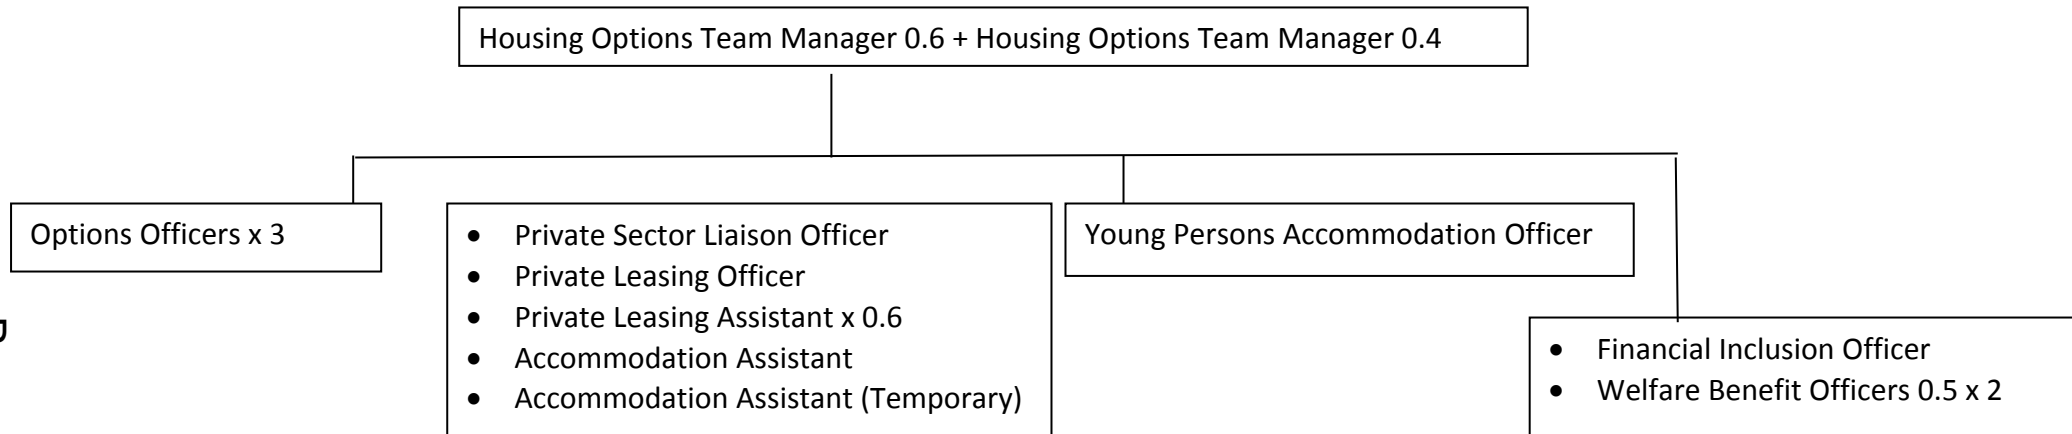 Housing Options Team Manager 0.6 + Housing Options Team Manager 0.4
Options Officers x 3
• Private Sector Liaison Officer
• Private Leasing Officer
• Private Leasing Assistant x 0.6
• Accommodation Assistant
• Accommodation Assistant (Temporary)
Young Persons Accommodation Officer
• Financial Inclusion Officer
• Welfare Benefit Officers 0.5 x 2